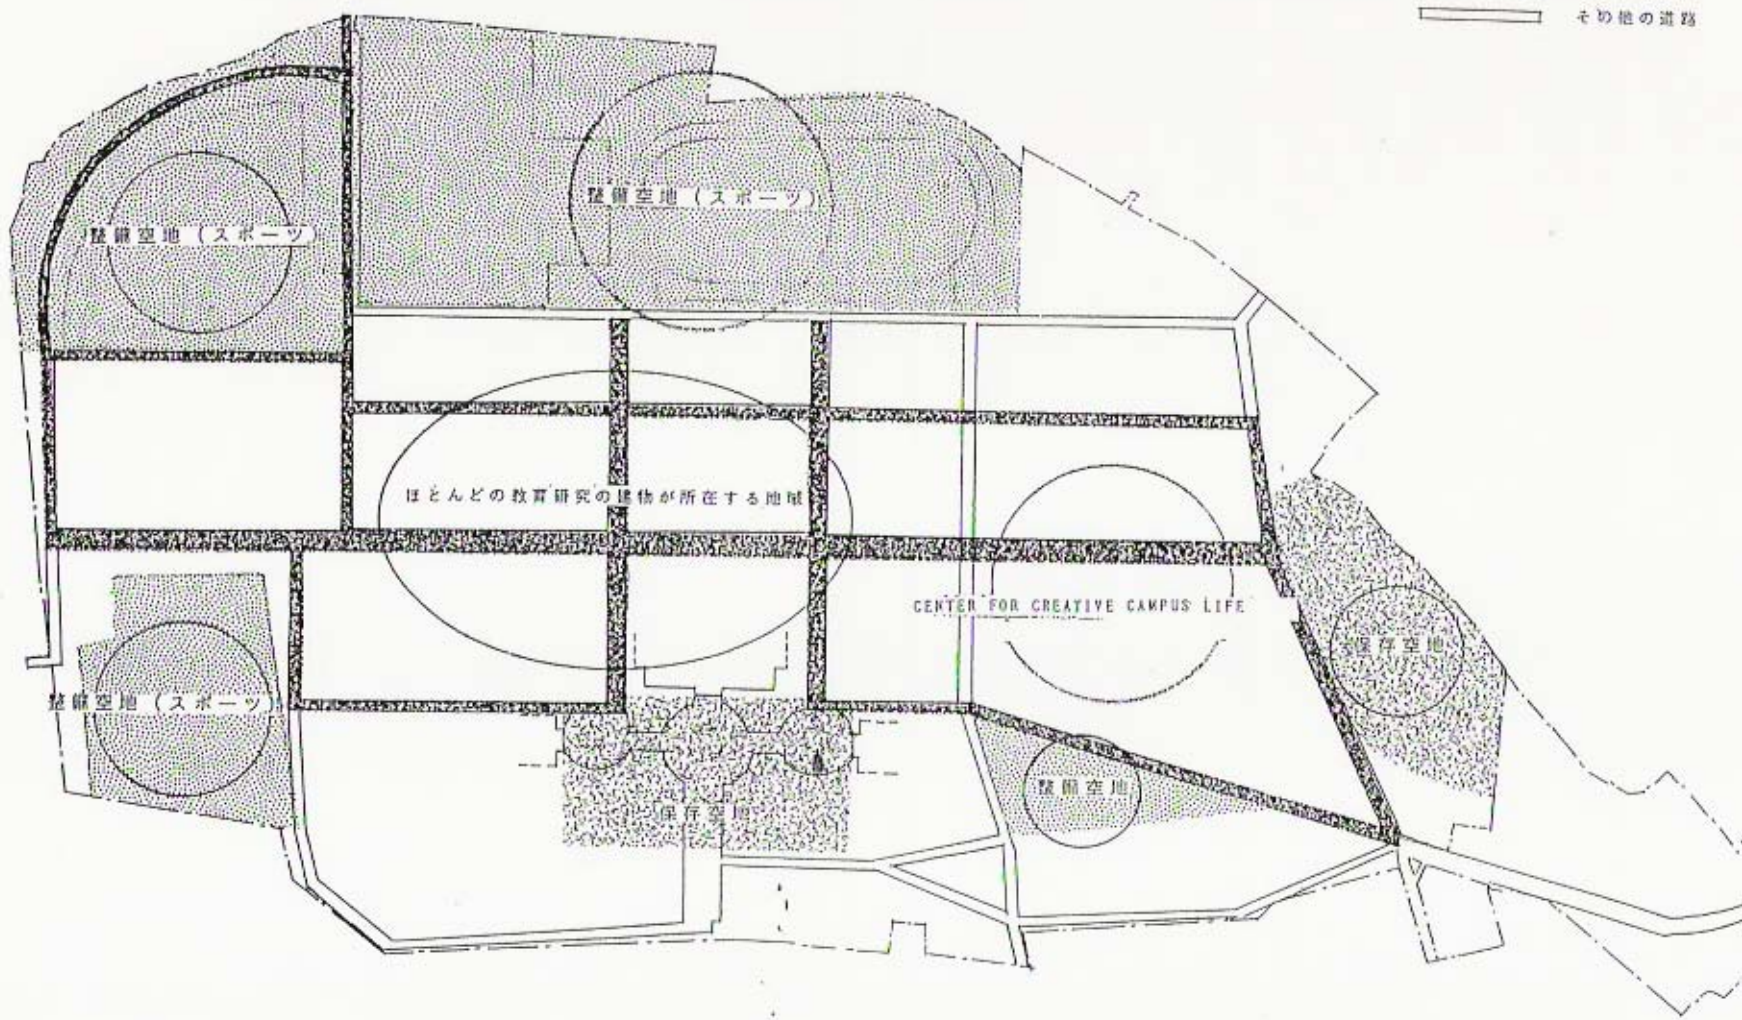 その他の道路
整備空地（スポーツ）
整備空地（スポーツ）
ほとんどの教育研究の建物が所在する地域
CENTER FOR CREATIVE CAMPUS LIFE
保存空地
整備空地（スポーツ）
整備空地
保存空地